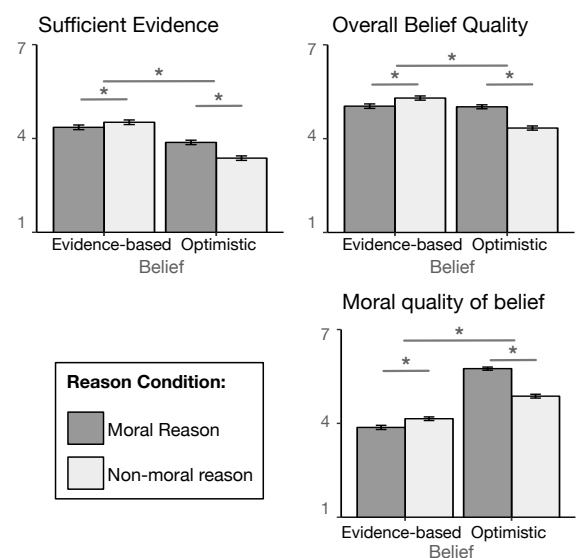 Sufficient Evidence
7
4
1
*
*
*
Evidence-based Optimistic
Belief
Overall Belief Quality
7
4
1
*
*
*
Evidence-based Optimistic
Belief
Moral quality of belief
7
4
1
*
*
*
Evidence-based Optimistic
Belief
Reason Condition:
Moral Reason
Non-moral reason